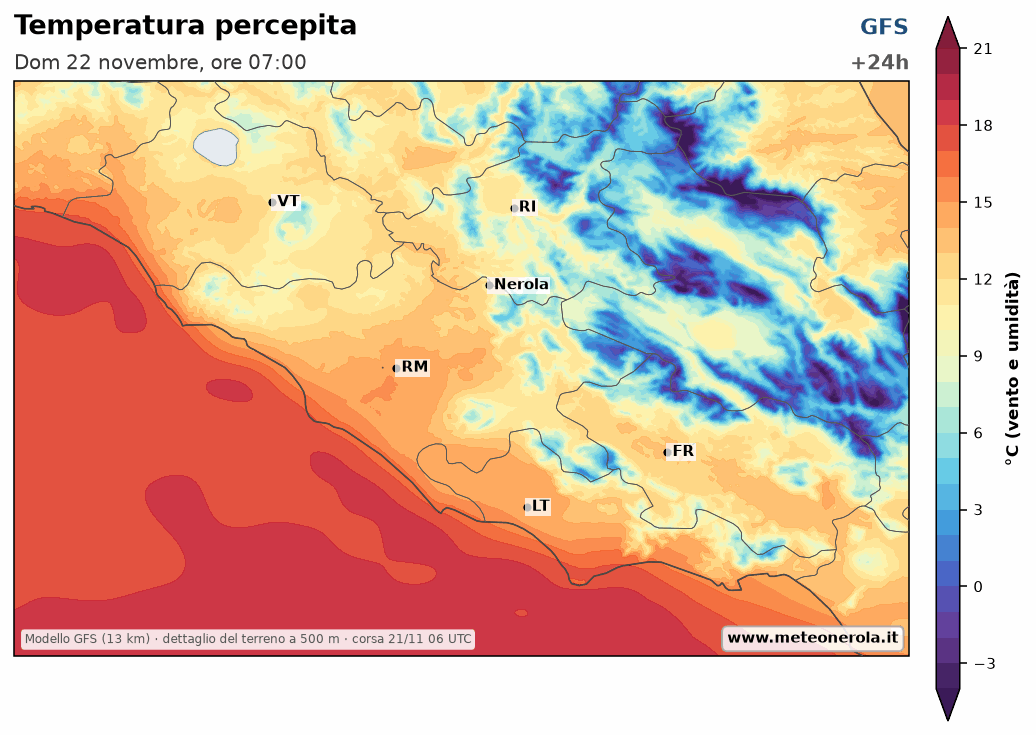 Temperatura percepita
GFS
Dom 22 novembre, ore 07:00
+24h
VT
RI
Nerola
RM
FR
LT
Modello GFS (13 km) · dettaglio del terreno a 500 m · corsa 21/11 06 UTC
www.meteonerola.it
21
18
15
12
9
6
3
0
−3
°C (vento e umidità)